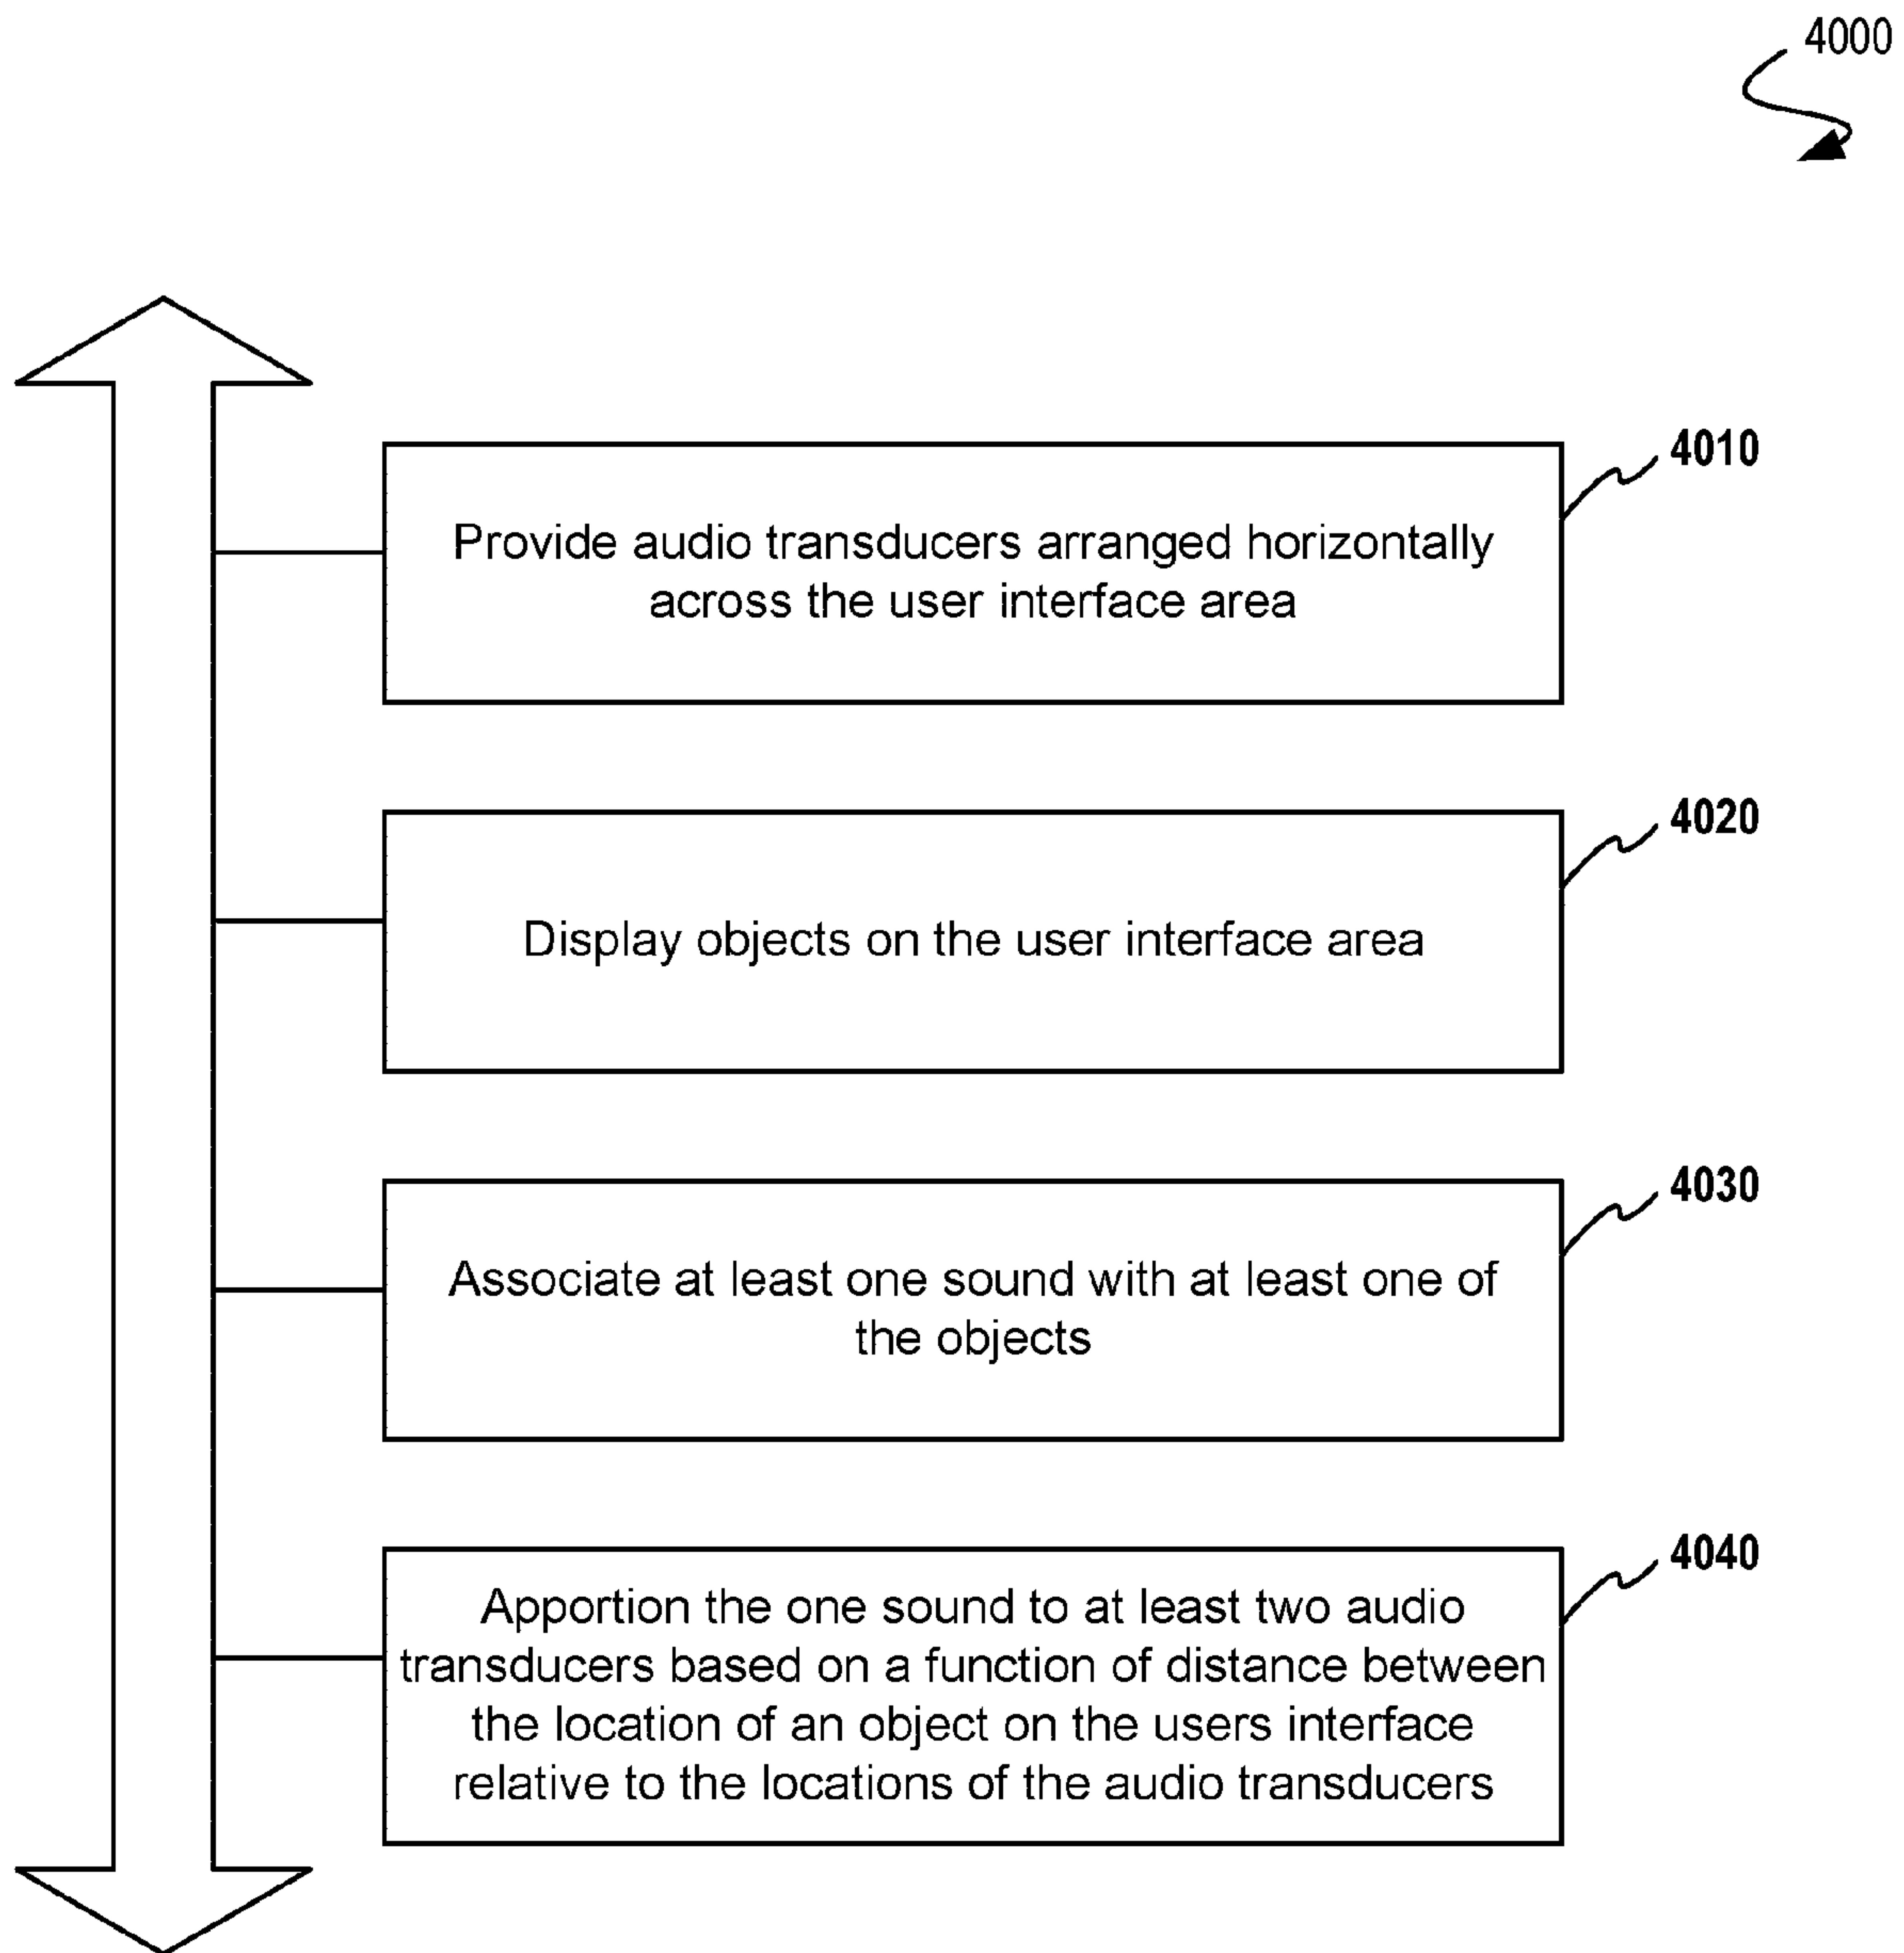 4000
4010
Provide audio transducers arranged horizontally
across the user interface area
4020
Display objects on the user interface area
4030
Associate at least one sound with at least one of
the objects
4040
Apportion the one sound to at least two audio
transducers based on a function of distance between
the location of an object on the users interface
relative to the locations of the audio transducers